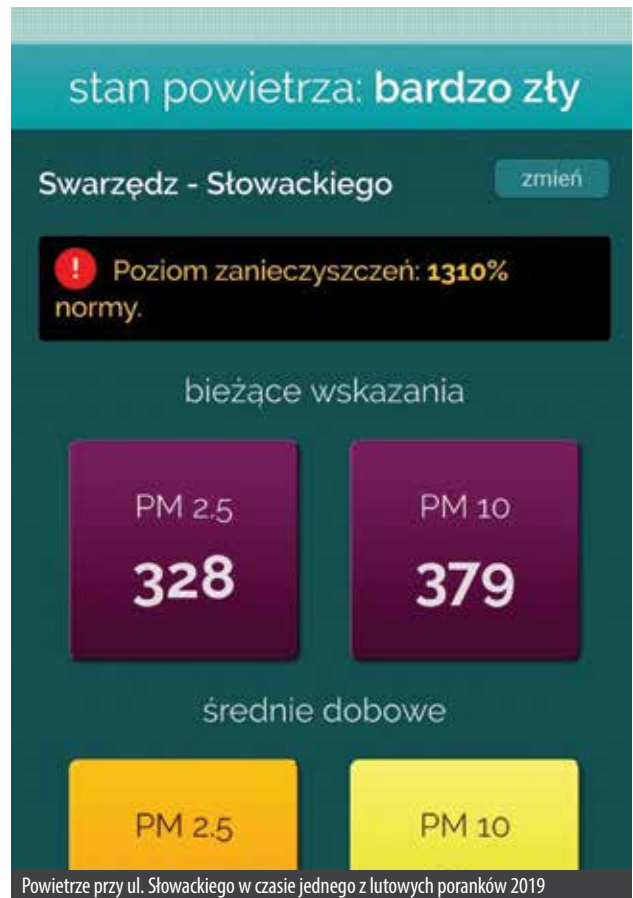 stan powietrza: bardzo zły
Swarzędz - Słowackiego
zmień
! Poziom zanieczyszczeń: 1310%
normy.
bieżące wskazania
PM 2.5
PM 10
328
379
średnie dobowe
PM 2.5
PM 10
Powietrze przy ul. Słowackiego w czasie jednego z lutowych poranków 2019